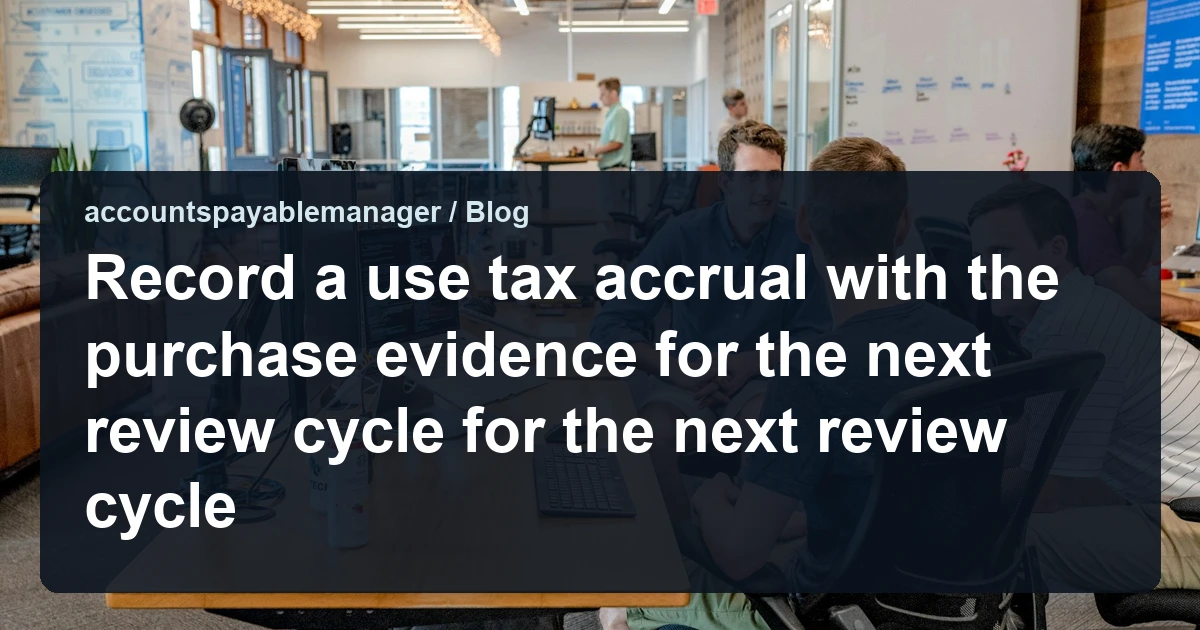 accountspayablemanager / Blog
Record a use tax accrual with the
purchase evidence for the next
review cycle for the next review
cycle